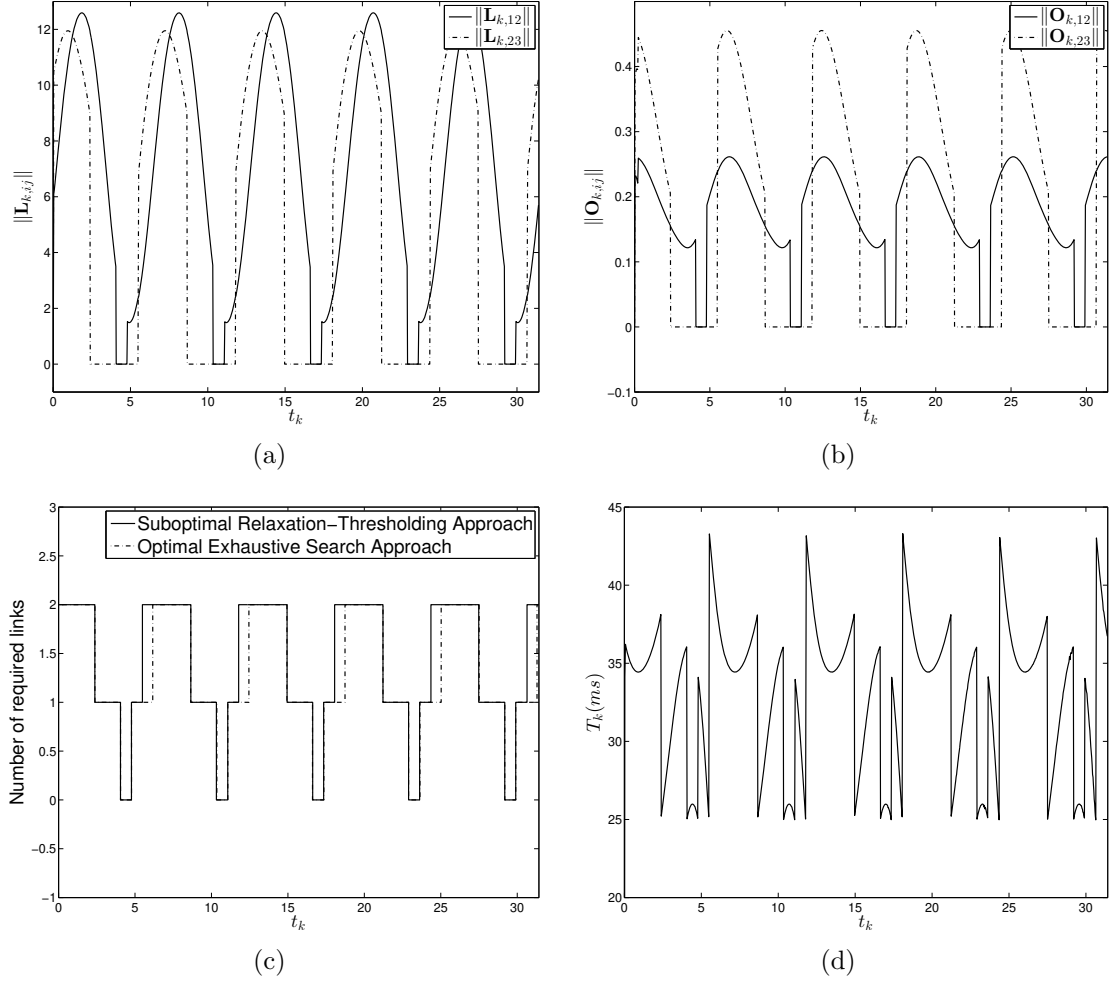 ||L_{k,12}||
||L_{k,23}||
12
10
8
6
4
2
0
||L_{k,ij}||
0 5 10 15 20 25 30
t_k
(a)
||O_{k,12}||
||O_{k,23}||
0.4
0.3
0.2
0.1
0
−0.1
||O_{k,ij}||
0 5 10 15 20 25 30
t_k
(b)
Suboptimal Relaxation−Thresholding Approach
Optimal Exhaustive Search Approach
3
2.5
2
1.5
1
0.5
0
−0.5
−1
Number of required links
0 5 10 15 20 25 30
t_k
(c)
45
40
35
30
25
20
T_k(ms)
0 5 10 15 20 25 30
t_k
(d)